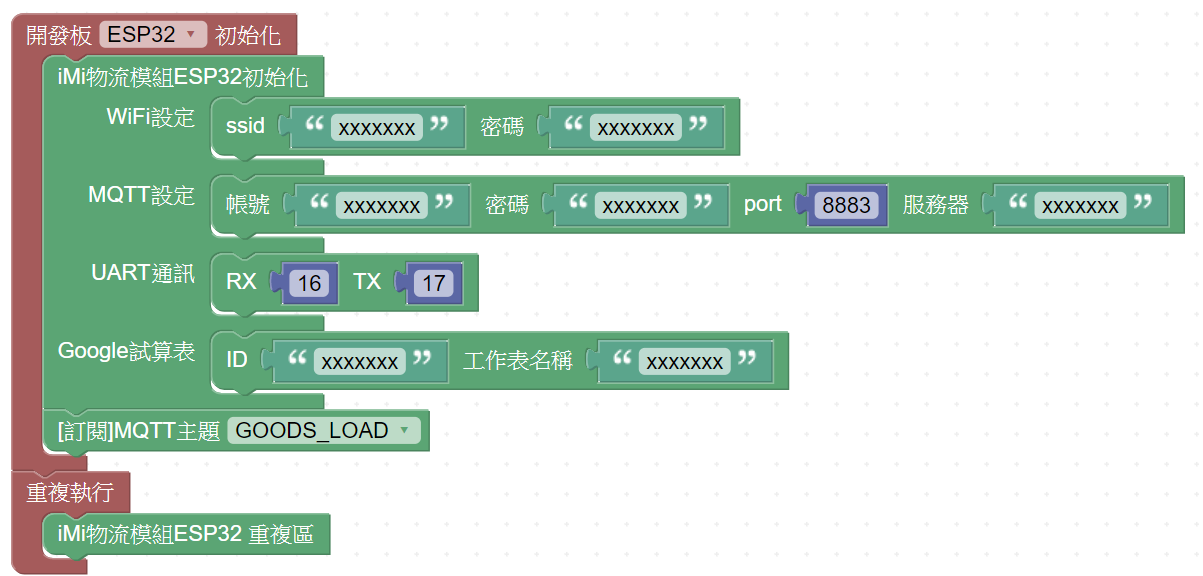 開發板 ESP32 初始化
iMi物流模組ESP32初始化
WiFi設定 ssid “ xxxxxxx ” 密碼 “ xxxxxxx ”
MQTT設定 帳號 “ xxxxxxx ” 密碼 “ xxxxxxx ” port 8883 服務器 “ xxxxxxx ”
UART通訊 RX 16 TX 17
Google試算表 ID “ xxxxxxx ” 工作表名稱 “ xxxxxxx ”
[訂閱]MQTT主題 GOODS_LOAD
重複執行
iMi物流模組ESP32 重複區